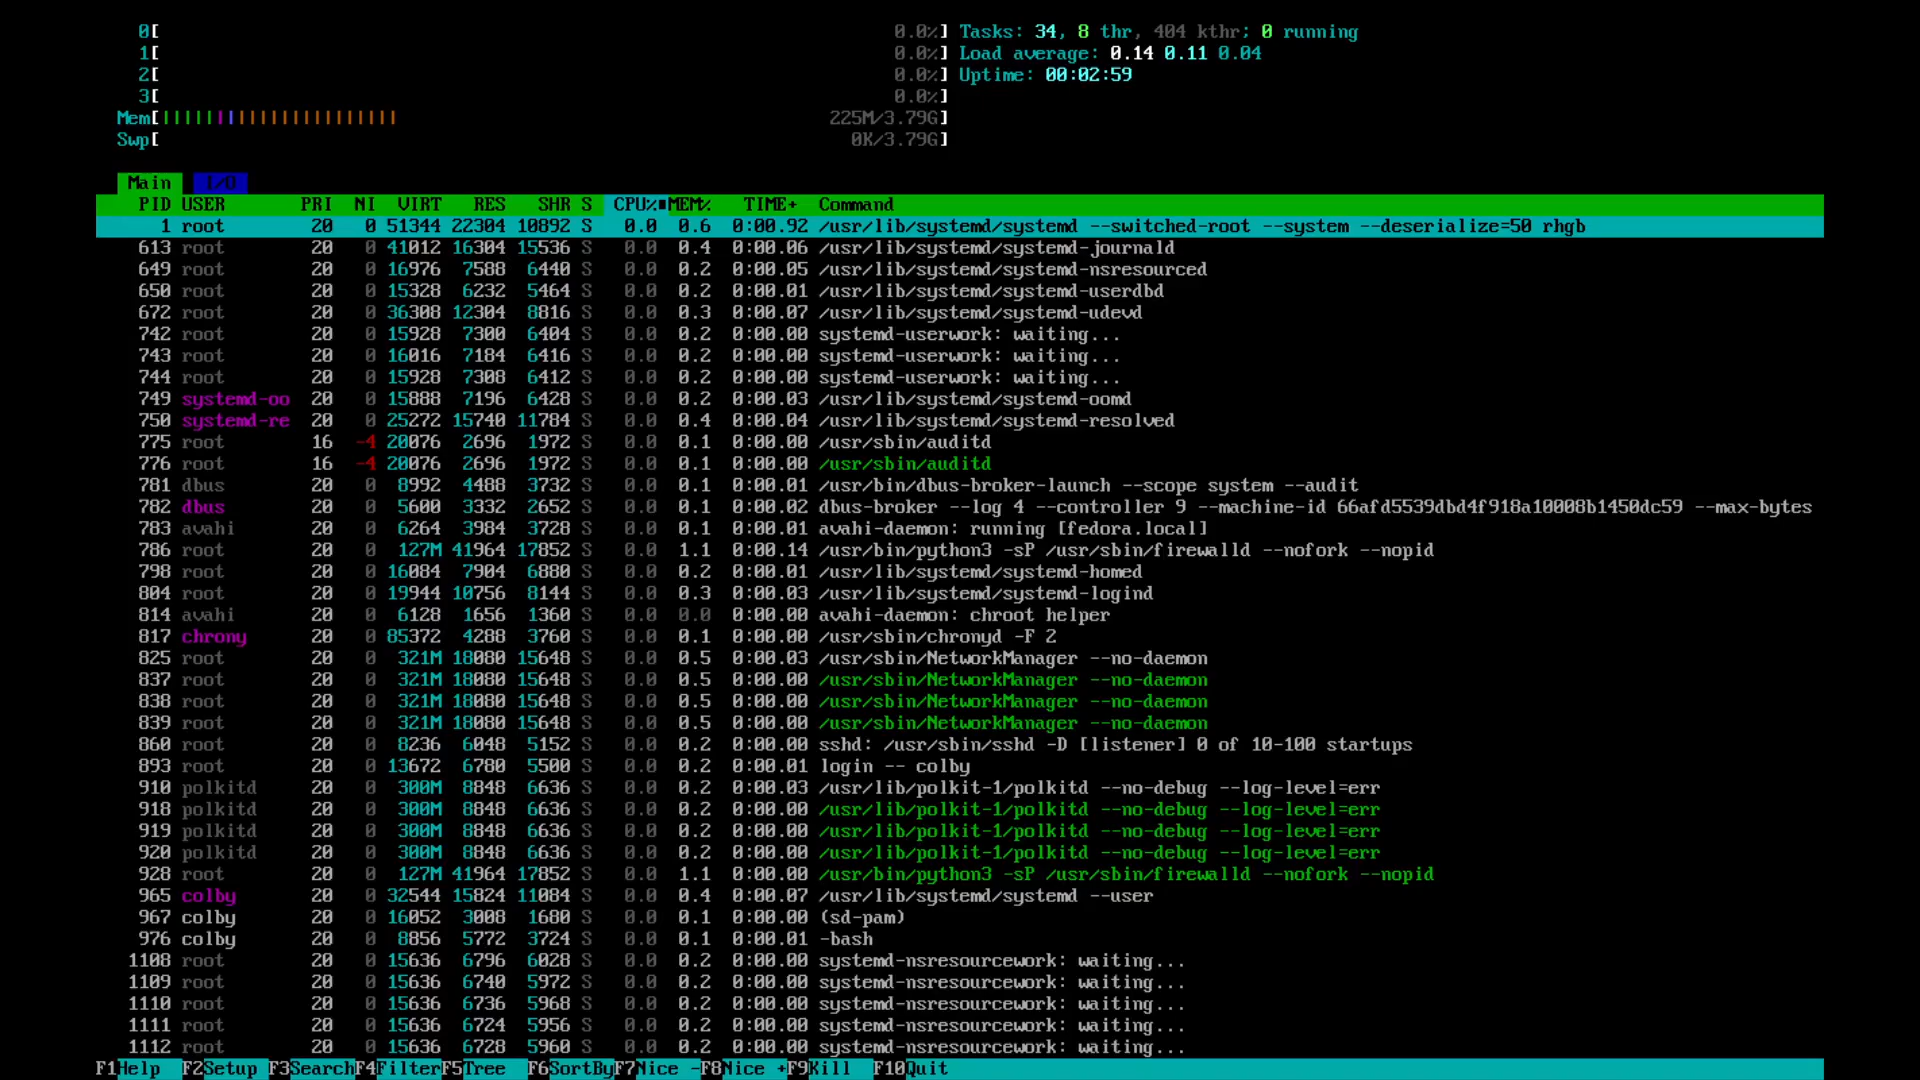 0[ 0.0%] Tasks: 34, 8 thr, 404 kthr; 0 running
1[ 0.0%] Load average: 0.14 0.11 0.04
2[ 0.0%] Uptime: 00:02:59
3[ 0.0%]
Mem[||||||||||||||||||||||| 225M/3.79G]
Swp[ 0K/3.79G]
Main I/O
PID USER PRI NI VIRT RES SHR S CPU% MEM% TIME+ Command
1 root 20 0 51344 22304 10892 S 0.0 0.6 0:00.92 /usr/lib/systemd/systemd --switched-root --system --deserialize=50 rhgb
613 root 20 0 41012 16304 15536 S 0.0 0.4 0:00.06 /usr/lib/systemd/systemd-journald
649 root 20 0 16976 7588 6440 S 0.0 0.2 0:00.05 /usr/lib/systemd/systemd-nsresourced
650 root 20 0 15328 6232 5464 S 0.0 0.2 0:00.01 /usr/lib/systemd/systemd-userdbd
672 root 20 0 36308 12304 8816 S 0.0 0.3 0:00.07 /usr/lib/systemd/systemd-udevd
742 root 20 0 15928 7300 6404 S 0.0 0.2 0:00.00 systemd-userwork: waiting...
743 root 20 0 16016 7184 6416 S 0.0 0.2 0:00.00 systemd-userwork: waiting...
744 root 20 0 15928 7308 6412 S 0.0 0.2 0:00.00 systemd-userwork: waiting...
749 systemd-oo 20 0 15888 7196 6428 S 0.0 0.2 0:00.03 /usr/lib/systemd/systemd-oomd
750 systemd-re 20 0 25272 15740 11784 S 0.0 0.4 0:00.04 /usr/lib/systemd/systemd-resolved
775 root 16 -4 20076 2696 1972 S 0.0 0.1 0:00.00 /usr/sbin/auditd
776 root 16 -4 20076 2696 1972 S 0.0 0.1 0:00.00 /usr/sbin/auditd
781 dbus 20 0 8992 4488 3732 S 0.0 0.1 0:00.01 /usr/bin/dbus-broker-launch --scope system --audit
782 dbus 20 0 5600 3332 2652 S 0.0 0.1 0:00.02 dbus-broker --log 4 --controller 9 --machine-id 66afd5539dbd4f918a10008b1450dc59 --max-bytes
783 avahi 20 0 6264 3984 3728 S 0.0 0.1 0:00.01 avahi-daemon: running [fedora.local]
786 root 20 0 127M 41964 17852 S 0.0 1.1 0:00.14 /usr/bin/python3 -sP /usr/sbin/firewalld --nofork --nopid
798 root 20 0 16084 7904 6880 S 0.0 0.2 0:00.01 /usr/lib/systemd/systemd-homed
804 root 20 0 19944 10756 8144 S 0.0 0.3 0:00.03 /usr/lib/systemd/systemd-logind
814 avahi 20 0 6128 1656 1360 S 0.0 0.0 0:00.00 avahi-daemon: chroot helper
817 chrony 20 0 85372 4288 3760 S 0.0 0.1 0:00.00 /usr/sbin/chronyd -F 2
825 root 20 0 321M 18080 15648 S 0.0 0.5 0:00.03 /usr/sbin/NetworkManager --no-daemon
837 root 20 0 321M 18080 15648 S 0.0 0.5 0:00.00 /usr/sbin/NetworkManager --no-daemon
838 root 20 0 321M 18080 15648 S 0.0 0.5 0:00.00 /usr/sbin/NetworkManager --no-daemon
839 root 20 0 321M 18080 15648 S 0.0 0.5 0:00.00 /usr/sbin/NetworkManager --no-daemon
860 root 20 0 8236 6048 5152 S 0.0 0.2 0:00.00 sshd: /usr/sbin/sshd -D [listener] 0 of 10-100 startups
893 root 20 0 13672 6780 5500 S 0.0 0.2 0:00.01 login -- colby
910 polkitd 20 0 300M 8848 6636 S 0.0 0.2 0:00.03 /usr/lib/polkit-1/polkitd --no-debug --log-level=err
918 polkitd 20 0 300M 8848 6636 S 0.0 0.2 0:00.00 /usr/lib/polkit-1/polkitd --no-debug --log-level=err
919 polkitd 20 0 300M 8848 6636 S 0.0 0.2 0:00.00 /usr/lib/polkit-1/polkitd --no-debug --log-level=err
920 polkitd 20 0 300M 8848 6636 S 0.0 0.2 0:00.00 /usr/lib/polkit-1/polkitd --no-debug --log-level=err
928 root 20 0 127M 41964 17852 S 0.0 1.1 0:00.00 /usr/bin/python3 -sP /usr/sbin/firewalld --nofork --nopid
965 colby 20 0 32544 15824 11084 S 0.0 0.4 0:00.07 /usr/lib/systemd/systemd --user
967 colby 20 0 16052 3008 1680 S 0.0 0.1 0:00.00 (sd-pam)
976 colby 20 0 8856 5772 3724 S 0.0 0.1 0:00.01 -bash
1108 root 20 0 15636 6796 6028 S 0.0 0.2 0:00.00 systemd-nsresourcework: waiting...
1109 root 20 0 15636 6740 5972 S 0.0 0.2 0:00.00 systemd-nsresourcework: waiting...
1110 root 20 0 15636 6736 5968 S 0.0 0.2 0:00.00 systemd-nsresourcework: waiting...
1111 root 20 0 15636 6724 5956 S 0.0 0.2 0:00.00 systemd-nsresourcework: waiting...
1112 root 20 0 15636 6728 5960 S 0.0 0.2 0:00.00 systemd-nsresourcework: waiting...
F1Help F2Setup F3SearchF4FilterF5Tree F6SortByF7Nice -F8Nice +F9Kill F10Quit